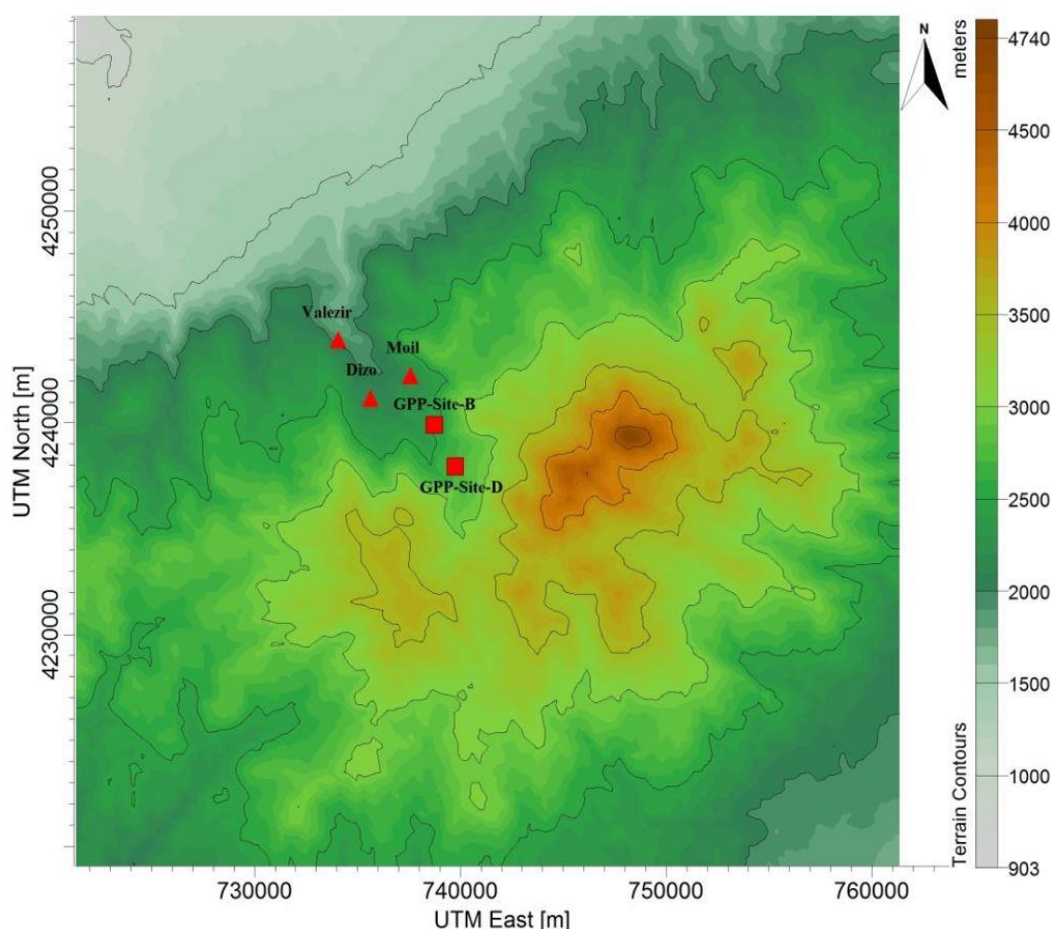 N
meters
4740
4500
4000
3500
3000
2500
2000
1500
1000
903
Terrain Contours
UTM North [m]
4250000
4240000
4230000
Valezir
Moil
Dizo
GPP-Site-B
GPP-Site-D
730000
740000
750000
760000
UTM East [m]